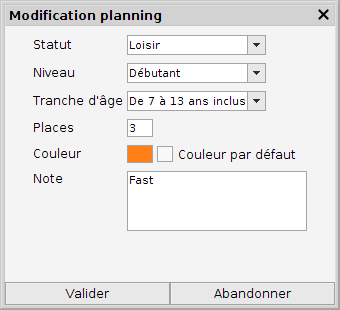 Modification planning
Statut Loisir
Niveau Débutant
Tranche d'âge De 7 à 13 ans inclus
Places 3
Couleur Couleur par défaut
Note Fast
Valider Abandonner